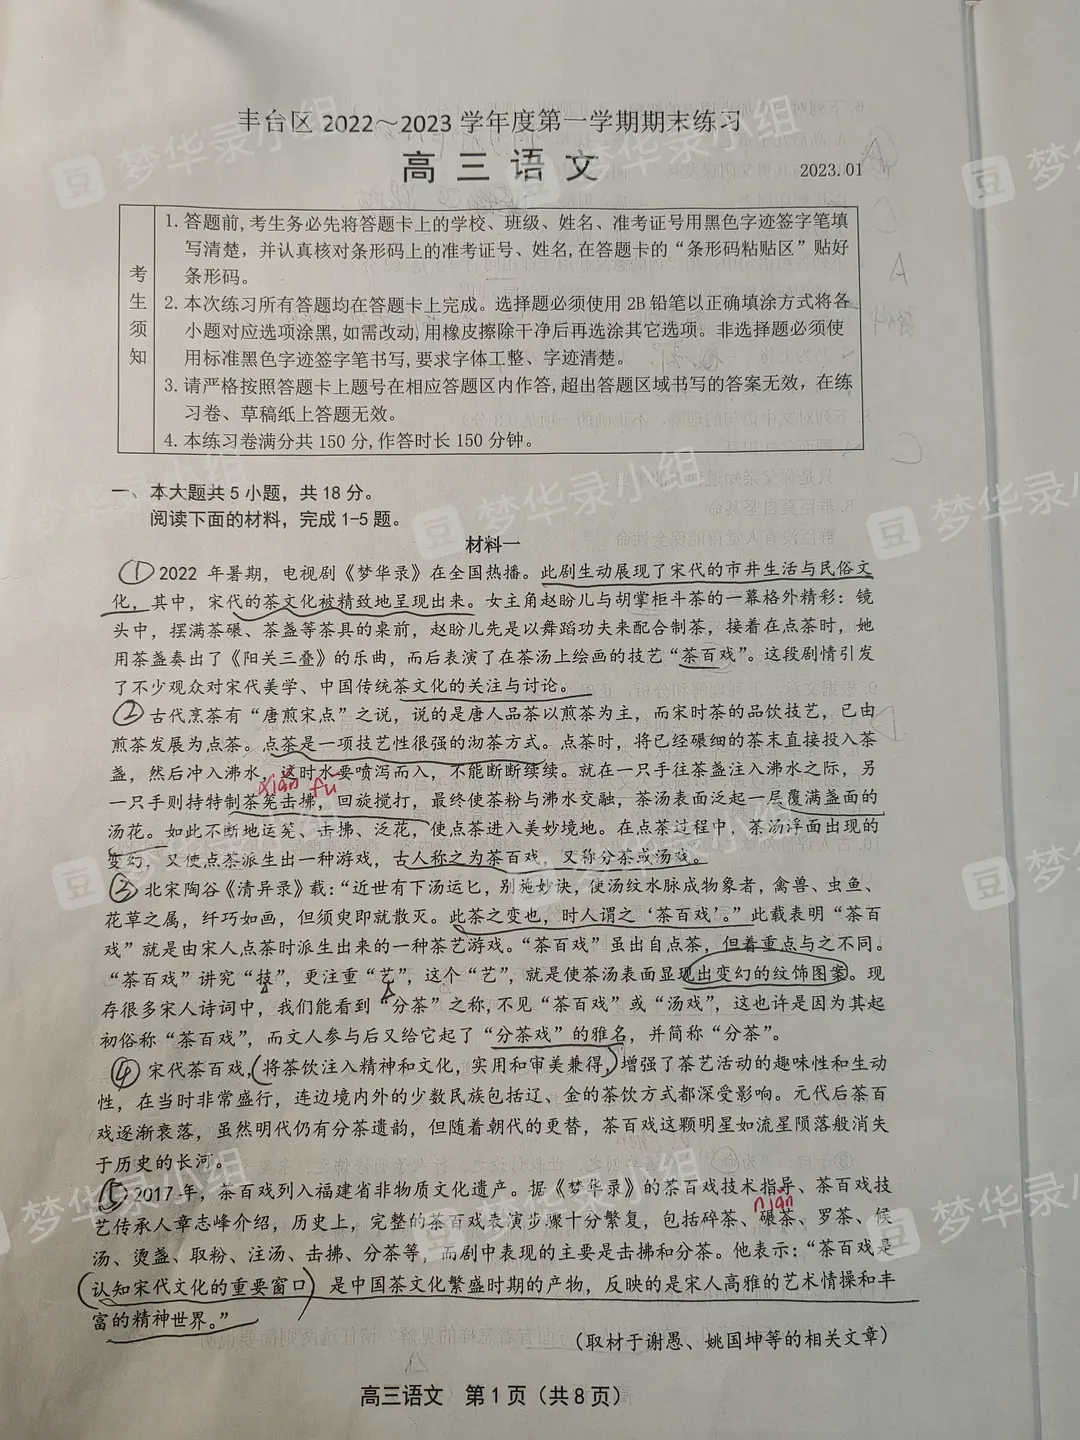 丰台区 2022～2023 学年度第一学期期末练习
高三语文
2023.01
考生须知
1. 答题前,考生务必先将答题卡上的学校、班级、姓名、准考证号用黑色字迹签字笔填
写清楚，并认真核对条形码上的准考证号、姓名,在答题卡的“条形码粘贴区”贴好
条形码。
2. 本次练习所有答题均在答题卡上完成。选择题必须使用 2B 铅笔以正确填涂方式将各
小题对应选项涂黑,如需改动,用橡皮擦除干净后再选涂其它选项。非选择题必须使
用标准黑色字迹签字笔书写,要求字体工整、字迹清楚。
3. 请严格按照答题卡上题号在相应答题区内作答,超出答题区域书写的答案无效，在练
习卷、草稿纸上答题无效。
4. 本练习卷满分共 150 分,作答时长 150 分钟。
一、本大题共 5 小题，共 18 分。
阅读下面的材料，完成 1-5 题。
材料一
① 2022 年暑期，电视剧《梦华录》在全国热播。此剧生动展现了宋代的市井生活与民俗文
化，其中，宋代的茶文化被精致地呈现出来。女主角赵盼儿与胡掌柜斗茶的一幕格外精彩：镜
头中，摆满茶碾、茶盏等茶具的桌前，赵盼儿先是以舞蹈功夫来配合制茶，接着在点茶时，她
用茶盏奏出了《阳关三叠》的乐曲，而后表演了在茶汤上绘画的技艺“茶百戏”。这段剧情引发
了不少观众对宋代美学、中国传统茶文化的关注与讨论。
② 古代烹茶有“唐煎宋点”之说，说的是唐人品茶以煎茶为主，而宋时茶的品饮技艺，已由
煎茶发展为点茶。点茶是一项技艺性很强的沏茶方式。点茶时，将已经碾细的茶末直接投入茶
盏，然后冲入沸水，这时水要喷泻而入，不能断断续续。就在一只手往茶盏注入沸水之际，另
xiǎn fú
一只手则持特制茶筅击拂，回旋搅打，最终使茶粉与沸水交融，茶汤表面泛起一层覆满盏面的
汤花。如此不断地运筅、击拂、泛花，使点茶进入美妙境地。在点茶过程中，茶汤浮面出现的
变幻，又使点茶派生出一种游戏，古人称之为茶百戏，又称分茶或汤戏。
③ 北宋陶谷《清异录》载：“近世有下汤运匕，别施妙诀，使汤纹水脉成物象者，禽兽、虫鱼、
花草之属，纤巧如画，但须臾即就散灭。此茶之变也，时人谓之‘茶百戏’。”此载表明“茶百
戏”就是由宋人点茶时派生出来的一种茶艺游戏。“茶百戏”虽出自点茶，但着重点与之不同。
“茶百戏”讲究“技”，更注重“艺”，这个“艺”，就是使茶汤表面显现出变幻的纹饰图案。现
存很多宋人诗词中，我们能看到“分茶”之称,不见“茶百戏”或“汤戏”，这也许是因为其起
初俗称“茶百戏”，而文人参与后又给它起了“分茶戏”的雅名，并简称“分茶”。
④ 宋代茶百戏，将茶饮注入精神和文化，实用和审美兼得，增强了茶艺活动的趣味性和生动
性，在当时非常盛行，连边境内外的少数民族包括辽、金的茶饮方式都深受影响。元代后茶百
戏逐渐衰落，虽然明代仍有分茶遗韵，但随着朝代的更替，茶百戏这颗明星如流星陨落般消失
于历史的长河。
⑤ 2017 年，茶百戏列入福建省非物质文化遗产。据《梦华录》的茶百戏技术指导、茶百戏技
niǎn
艺传承人章志峰介绍，历史上，完整的茶百戏表演步骤十分繁复，包括碎茶、碾茶、罗茶、候
汤、烫盏、取粉、注汤、击拂、分茶等，而剧中表现的主要是击拂和分茶。他表示：“茶百戏是
认知宋代文化的重要窗口，是中国茶文化繁盛时期的产物，反映的是宋人高雅的艺术情操和丰
富的精神世界。”
（取材于谢愚、姚国坤等的相关文章）
高三语文 第 1 页（共 8 页）
豆 梦华录小组